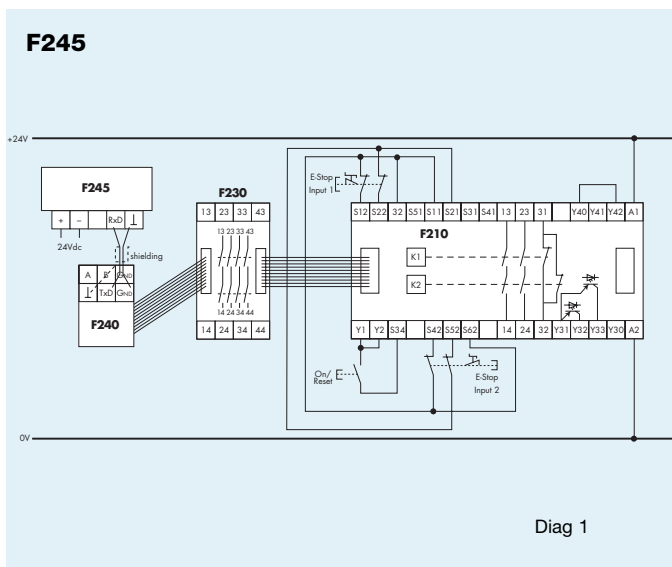 F245
+24V
F245
+ – RxD ⊥
24Vdc
shielding
A B GND
⊥ TxD GND
F240
F230
13 23 33 43
13 23 33 43
14 24 34 44
14 24 34 44
E-Stop
Input 1
S12 S22 32 S51 S11 S21 S31 S41 13 23 31 Y40 Y41 Y42 A1
F210
K1
K2
Y1 Y2 S34 S42 S52 S62 14 24 32 Y31 Y32 Y33 Y30 A2
On/
Reset
E-Stop
Input 2
0V
Diag 1